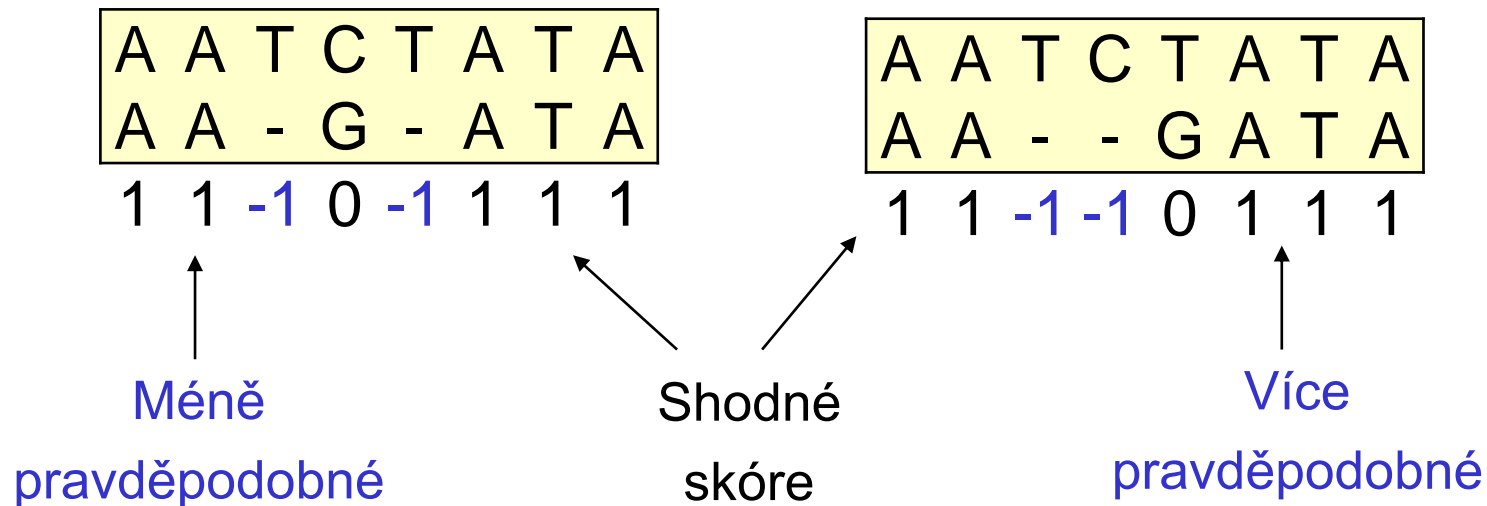 A A T C T A T A
A A - G - A T A
1 1 -1 0 -1 1 1 1
A A T C T A T A
A A - - G A T A
1 1 -1 -1 0 1 1 1
Méně
pravděpodobné
Shodné
skóre
Více
pravděpodobné